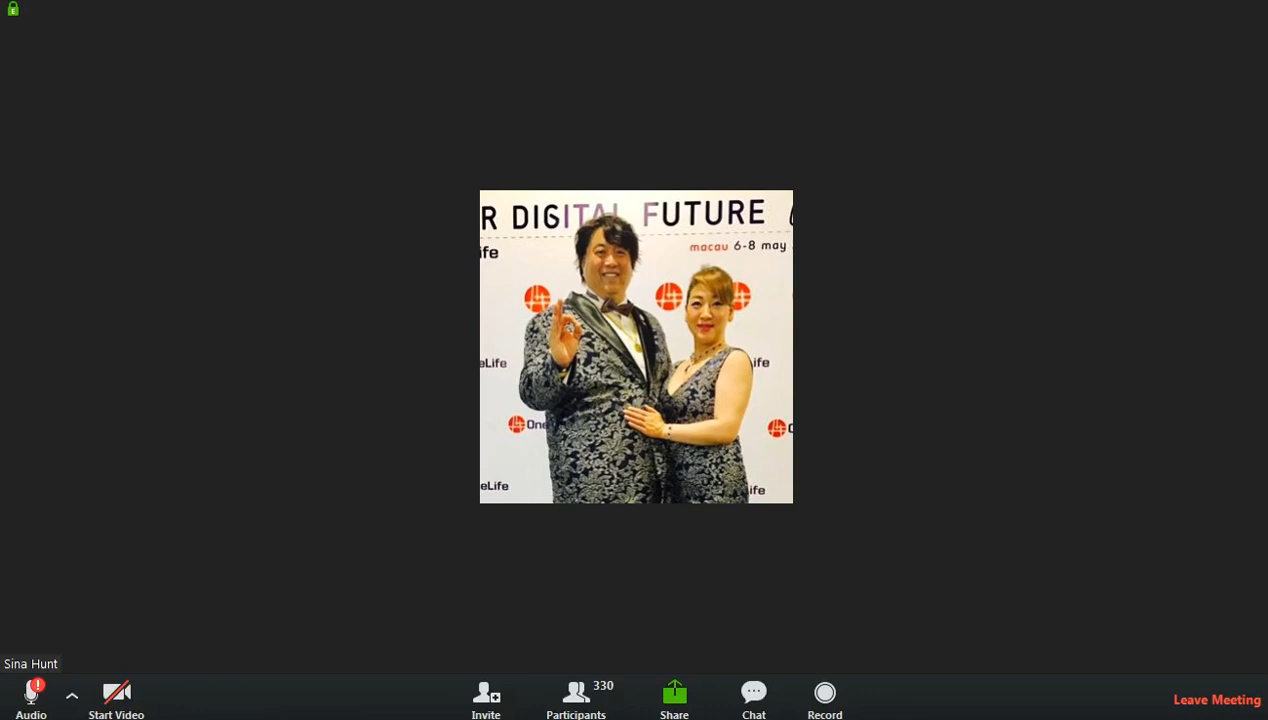 E
R DIGITAL FUTURE
ife
macau 6-8 may
eLife
ife
One
eLife
ife
Sina Hunt
330
Audio
Start Video
Invite
Participants
Share
Chat
Record
Leave Meeting